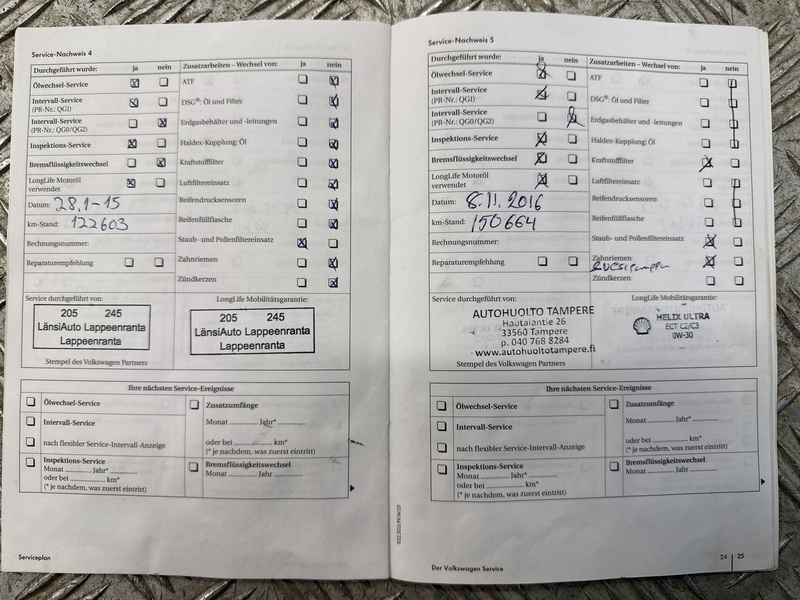 Service-Nachweis 4
Durchgeführt wurde: ja nein
Ölwechsel-Service
Intervall-Service
(PR-Nr.: QG1)
Intervall-Service
(PR-Nr.: QG0/QG2)
Inspektions-Service
Bremsflüssigkeitswechsel
LongLife Motoröl
verwendet
Datum: 28.1-15
km-Stand: 122603
Rechnungsnummer:
Reparaturempfehlung
Zusatzarbeiten – Wechsel von: ja nein
ATF
DSG®: Öl und Filter
Erdgasbehälter und -leitungen
Haldex-Kupplung: Öl
Kraftstofffilter
Luftfiltereinsatz
Reifendrucksensoren
Reifenfüllflasche
Staub- und Pollenfiltereinsatz
Zahnriemen
Zündkerzen
Service durchgeführt von:
205 245
LänsiAuto Lappeenranta
Lappeenranta
Stempel des Volkswagen Partners
LongLife Mobilitätsgarantie:
205 245
LänsiAuto Lappeenranta
Lappeenranta
Ihre nächsten Service-Ereignisse
Ölwechsel-Service
Intervall-Service
nach flexibler Service-Intervall-Anzeige
Inspektions-Service
Monat ............ Jahr* ............
oder bei ............ km*
(* je nachdem, was zuerst eintritt)
Zusatzumfänge
Monat ............ Jahr* ............
oder bei ............ km*
(* je nachdem, was zuerst eintritt)
Bremsflüssigkeitswechsel
Monat ............ Jahr ............
Serviceplan
Service-Nachweis 5
Durchgeführt wurde: ja nein
Ölwechsel-Service
Intervall-Service
(PR-Nr.: QG1)
Intervall-Service
(PR-Nr.: QG0/QG2)
Inspektions-Service
Bremsflüssigkeitswechsel
LongLife Motoröl
verwendet
Datum: 8.11.2016
km-Stand: 150664
Rechnungsnummer:
Reparaturempfehlung
Zusatzarbeiten – Wechsel von: ja nein
ATF
DSG®: Öl und Filter
Erdgasbehälter und -leitungen
Haldex-Kupplung: Öl
Kraftstofffilter
Luftfiltereinsatz
Reifendrucksensoren
Reifenfüllflasche
Staub- und Pollenfiltereinsatz
Zahnriemen
Zündkerzen
Service durchgeführt von:
AUTOHUOLTO TAMPERE
Hautalantie 26
33560 Tampere
p. 040 768 8284
www.autohuoltotampere.fi
Stempel des Volkswagen Partners
LongLife Mobilitätsgarantie:
HELIX ULTRA
ECT C2/C3
0W-30
Ihre nächsten Service-Ereignisse
Ölwechsel-Service
Intervall-Service
nach flexibler Service-Intervall-Anzeige
Inspektions-Service
Monat ............ Jahr* ............
oder bei ............ km*
(* je nachdem, was zuerst eintritt)
Zusatzumfänge
Monat ............ Jahr* ............
oder bei ............ km*
(* je nachdem, was zuerst eintritt)
Bremsflüssigkeitswechsel
Monat ............ Jahr ............
Der Volkswagen Service
24 | 25